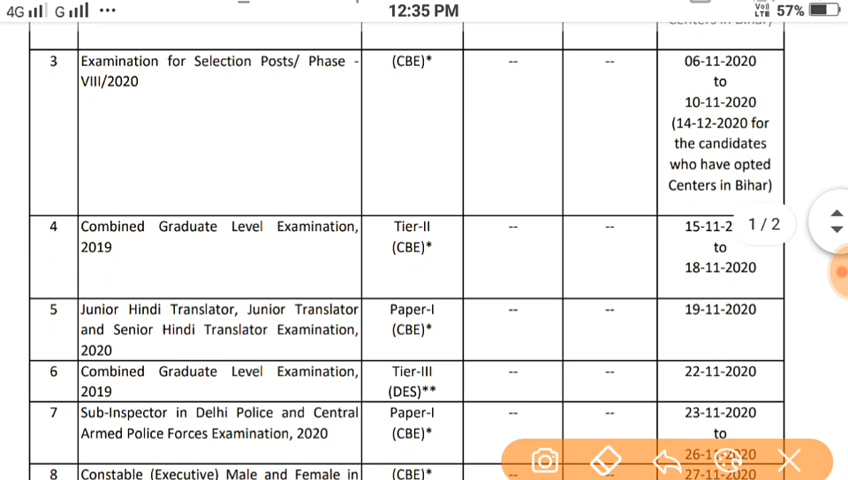 4G G ••• 12:35 PM Vo)) LTE 57%
Centers in Bihar)
3 Examination for Selection Posts/ Phase - (CBE)* -- -- 06-11-2020
VIII/2020 to
10-11-2020
(14-12-2020 for
the candidates
who have opted
Centers in Bihar)
4 Combined Graduate Level Examination, Tier-II -- -- 15-11-2 1 / 2
2019 (CBE)* to
18-11-2020
5 Junior Hindi Translator, Junior Translator Paper-I -- -- 19-11-2020
and Senior Hindi Translator Examination, (CBE)*
2020
6 Combined Graduate Level Examination, Tier-III -- -- 22-11-2020
2019 (DES)**
7 Sub-Inspector in Delhi Police and Central Paper-I -- -- 23-11-2020
Armed Police Forces Examination, 2020 (CBE)* to
26-11-2020
8 Constable (Executive) Male and Female in (CBE)* -- -- 27-11-2020